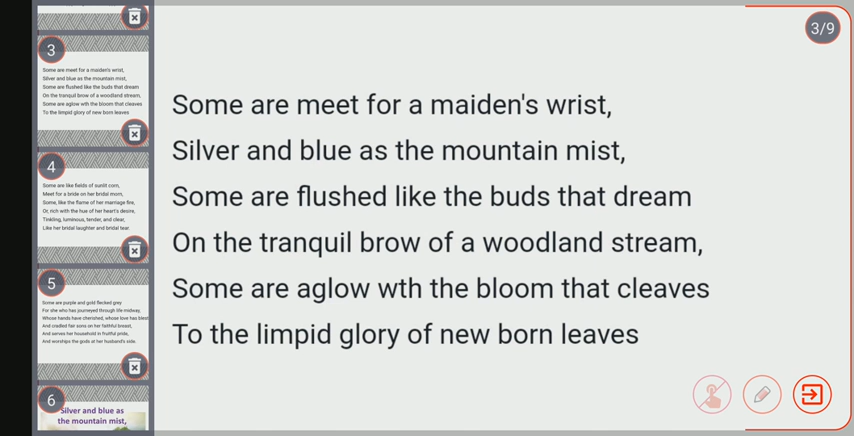 3
Some are meet for a maiden's wrist,
Silver and blue as the mountain mist,
Some are flushed like the buds that dream
On the tranquil brow of a woodland stream,
Some are aglow with the bloom that cleaves
To the limpid glory of new born leaves
4
Some are like fields of sunlit corn,
Meet for a bride on her bridal morn,
Some, like the flame of her marriage fire,
Or, rich with the hue of her heart's desire,
Tinkling, luminous, tender, and clear,
Like her bridal laughter and bridal tear
5
Some are purple and gold flecked grey
For she who has journeyed through life midway,
Whose hands have cherished, whose love has blest
And cradled fair sons on her faithful breast,
And serves her household in fruitful pride,
And worships the gods at her husband's side.
6
Silver and blue as
the mountain mist,
3/9
Some are meet for a maiden's wrist,
Silver and blue as the mountain mist,
Some are flushed like the buds that dream
On the tranquil brow of a woodland stream,
Some are aglow wth the bloom that cleaves
To the limpid glory of new born leaves